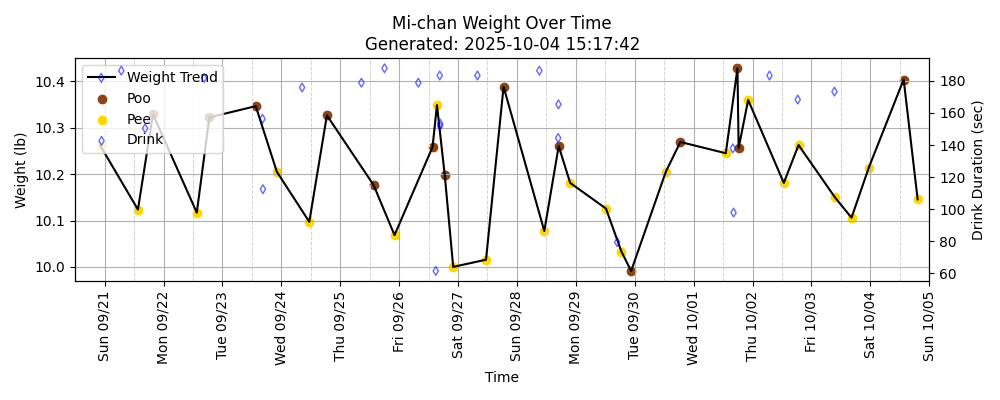 Mi-chan Weight Over Time
Generated: 2025-10-04 15:17:42
Weight (lb)
10.4
10.3
10.2
10.1
10.0
Weight Trend
Poo
Pee
Drink
180
160
140
120
100
80
60
Drink Duration (sec)
Sun 09/21
Mon 09/22
Tue 09/23
Wed 09/24
Thu 09/25
Fri 09/26
Sat 09/27
Sun 09/28
Mon 09/29
Tue 09/30
Wed 10/01
Thu 10/02
Fri 10/03
Sat 10/04
Sun 10/05
Time